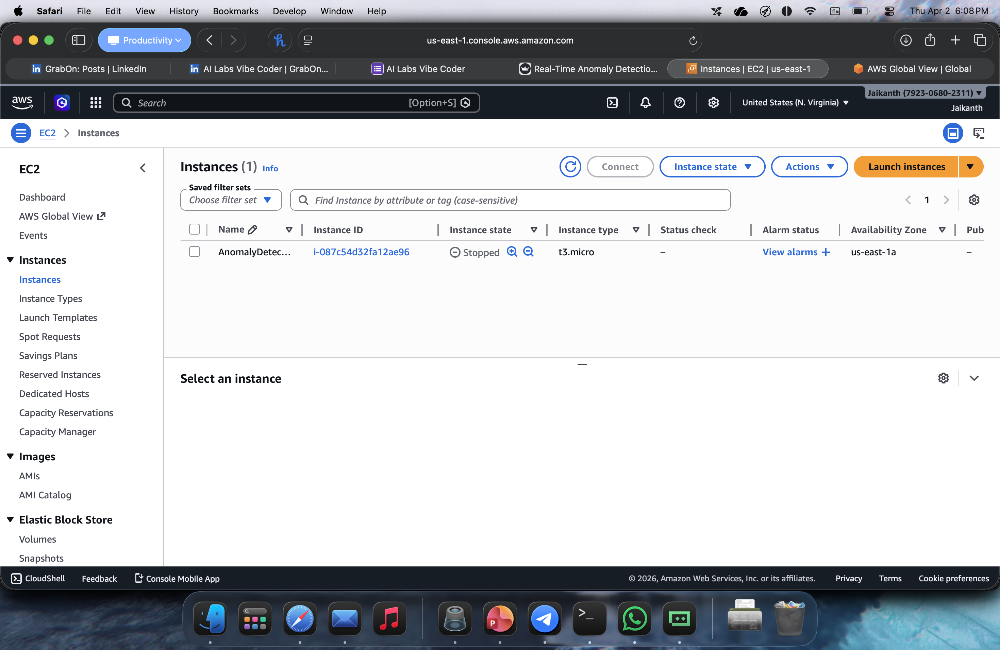 Safari File Edit View History Bookmarks Develop Window Help Thu Apr 2 6:08 PM
Productivity us-east-1.console.aws.amazon.com
GrabOn: Posts | LinkedIn AI Labs Vibe Coder | GrabOn... AI Labs Vibe Coder Real-Time Anomaly Detectio... Instances | EC2 | us-east-1 AWS Global View | Global
aws Search [Option+S] United States (N. Virginia) Jaikanth (7923-0680-2311)
Jaikanth
EC2 Instances
EC2
Dashboard
AWS Global View
Events
Instances
Instances
Instance Types
Launch Templates
Spot Requests
Savings Plans
Reserved Instances
Dedicated Hosts
Capacity Reservations
Capacity Manager
Images
AMIs
AMI Catalog
Elastic Block Store
Volumes
Snapshots
Instances (1) Info Connect Instance state Actions Launch instances
Saved filter sets
Choose filter set Find Instance by attribute or tag (case-sensitive) 1
Name Instance ID Instance state Instance type Status check Alarm status Availability Zone Pub
AnomalyDetec... i-087c54d32fa12ae96 Stopped t3.micro – View alarms + us-east-1a –
Select an instance
CloudShell Feedback Console Mobile App © 2026, Amazon Web Services, Inc. or its affiliates. Privacy Terms Cookie preferences